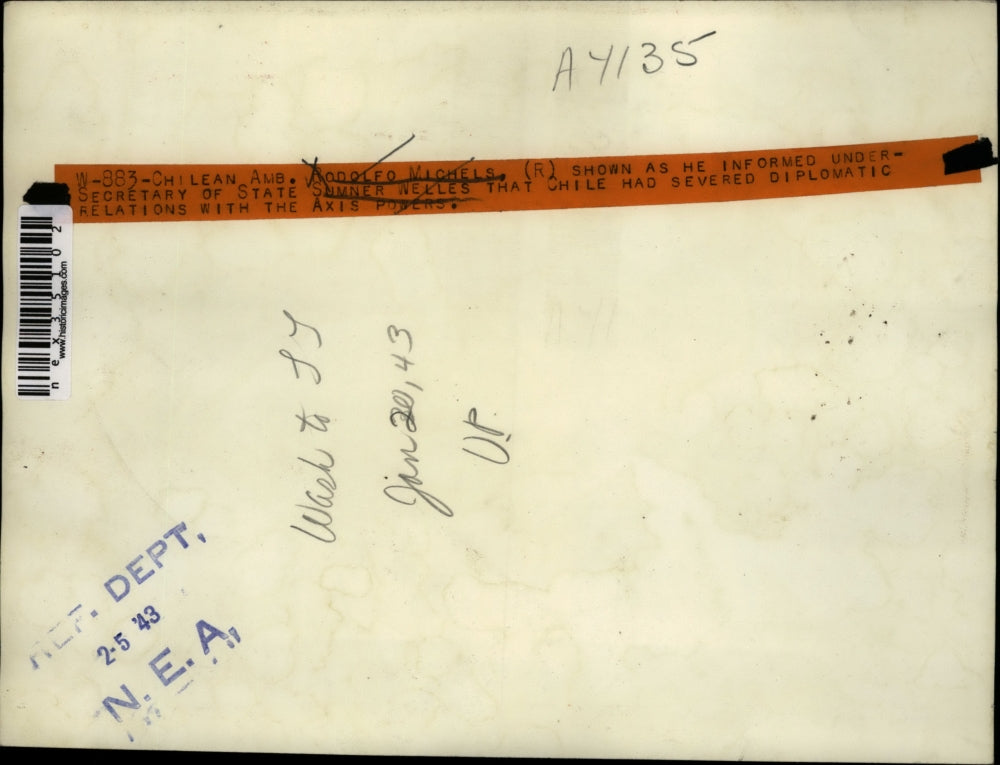 A4135
W-883-CHILEAN AMB. RODOLFO MICHELS, (R) SHOWN AS HE INFORMED UNDER-
SECRETARY OF STATE SUMNER WELLES THAT CHILE HAD SEVERED DIPLOMATIC
RELATIONS WITH THE AXIS POWERS.
nex35102
www.historicimages.com
Wash to
Jan 20, 43
UP.
REF. DEPT,
2-5 '43
N.E.A,